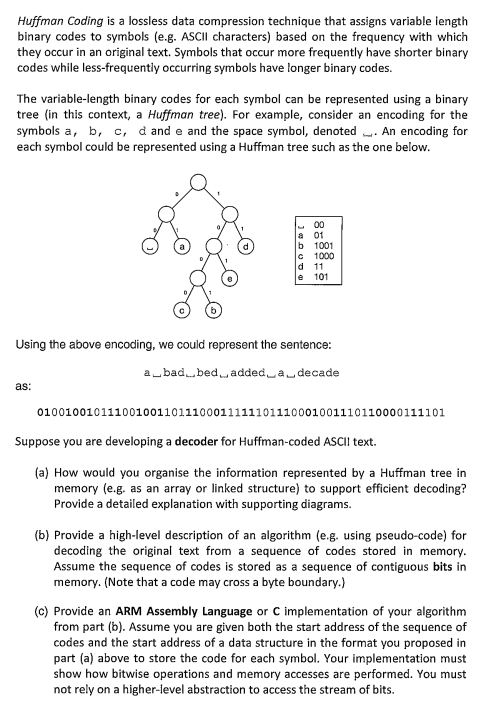 Huffman Coding is a lossless data compression technique that assigns variable length
binary codes to symbols (e.g. ASCII characters) based on the frequency with which
they occur in an original text. Symbols that occur more frequently have shorter binary
codes while less-frequently occurring symbols have longer binary codes.
The variable-length binary codes for each symbol can be represented using a binary
tree (in this context, a Huffman tree). For example, consider an encoding for the
symbols a, b, c, d and e and the space symbol, denoted ␣. An encoding for
each symbol could be represented using a Huffman tree such as the one below.
0 1
0 1 0 1
␣ a d
0 1
e
0 1
c b
␣ 00
a 01
b 1001
c 1000
d 11
e 101
Using the above encoding, we could represent the sentence:
a␣bad␣bed␣added␣a␣decade
as:
0100100101110010011011100011111101110001001110110000111101
Suppose you are developing a decoder for Huffman-coded ASCII text.
(a) How would you organise the information represented by a Huffman tree in
memory (e.g. as an array or linked structure) to support efficient decoding?
Provide a detailed explanation with supporting diagrams.
(b) Provide a high-level description of an algorithm (e.g. using pseudo-code) for
decoding the original text from a sequence of codes stored in memory.
Assume the sequence of codes is stored as a sequence of contiguous bits in
memory. (Note that a code may cross a byte boundary.)
(c) Provide an ARM Assembly Language or C implementation of your algorithm
from part (b). Assume you are given both the start address of the sequence of
codes and the start address of a data structure in the format you proposed in
part (a) above to store the code for each symbol. Your implementation must
show how bitwise operations and memory accesses are performed. You must
not rely on a higher-level abstraction to access the stream of bits.